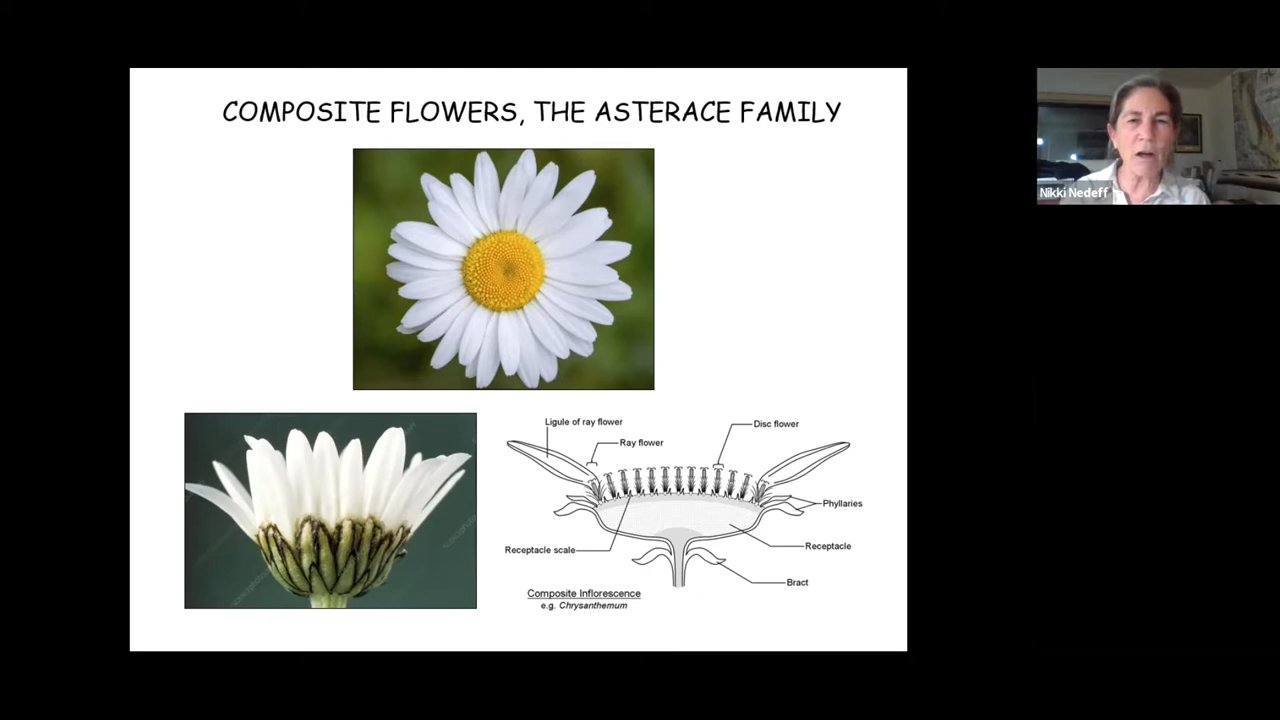 COMPOSITE FLOWERS, THE ASTERACE FAMILY
Nikki Nedeff
Ligule of ray flower
Disc flower
Ray flower
Phyllaries
Receptacle scale
Receptacle
Bract
Composite Inflorescence
e.g. Chrysanthemum